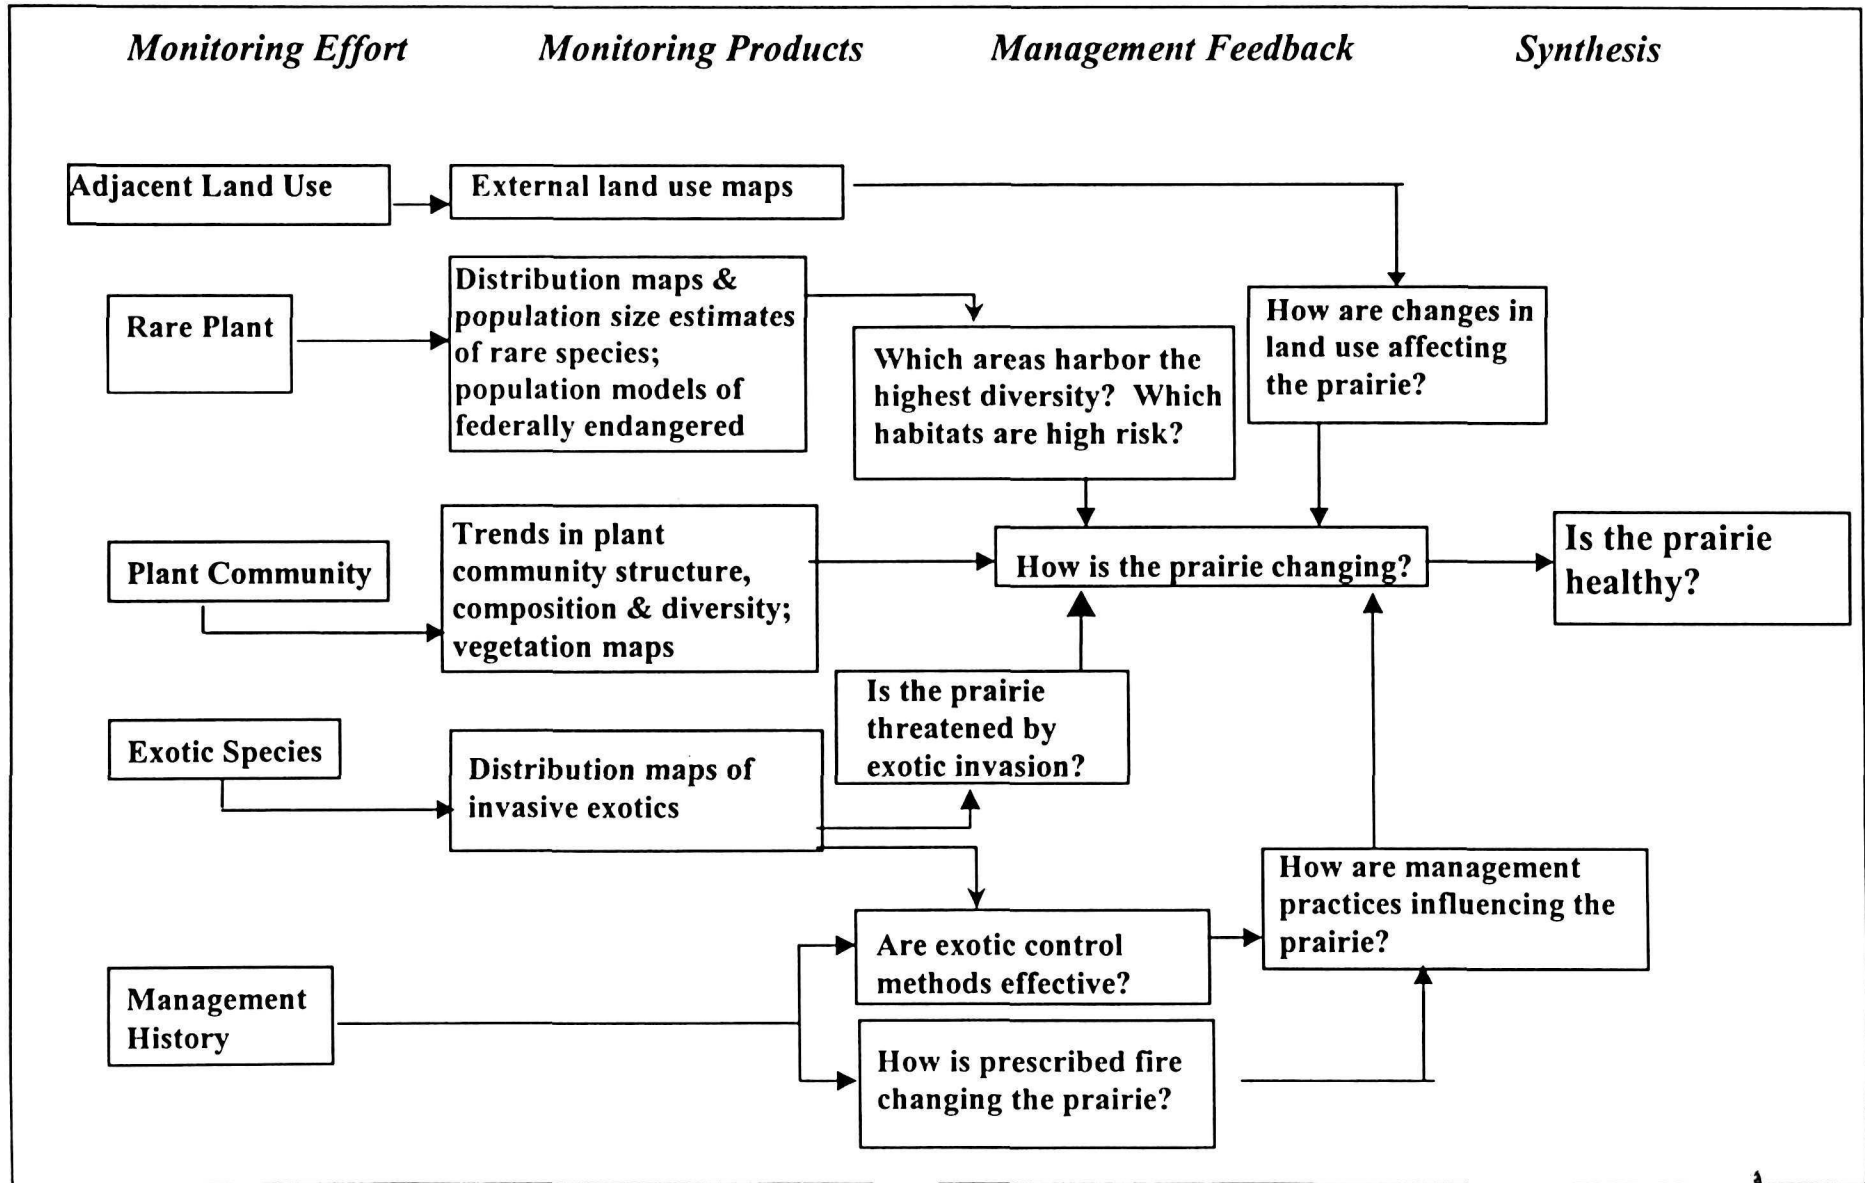 Monitoring Effort
Monitoring Products
Management Feedback
Synthesis
Adjacent Land Use
External land use maps
Rare Plant
Distribution maps &
population size estimates
of rare species;
population models of
federally endangered
Which areas harbor the
highest diversity? Which
habitats are high risk?
How are changes in
land use affecting
the prairie?
Plant Community
Trends in plant
community structure,
composition & diversity;
vegetation maps
How is the prairie changing?
Is the prairie
healthy?
Exotic Species
Distribution maps of
invasive exotics
Is the prairie
threatened by
exotic invasion?
Management
History
Are exotic control
methods effective?
How is prescribed fire
changing the prairie?
How are management
practices influencing the
prairie?